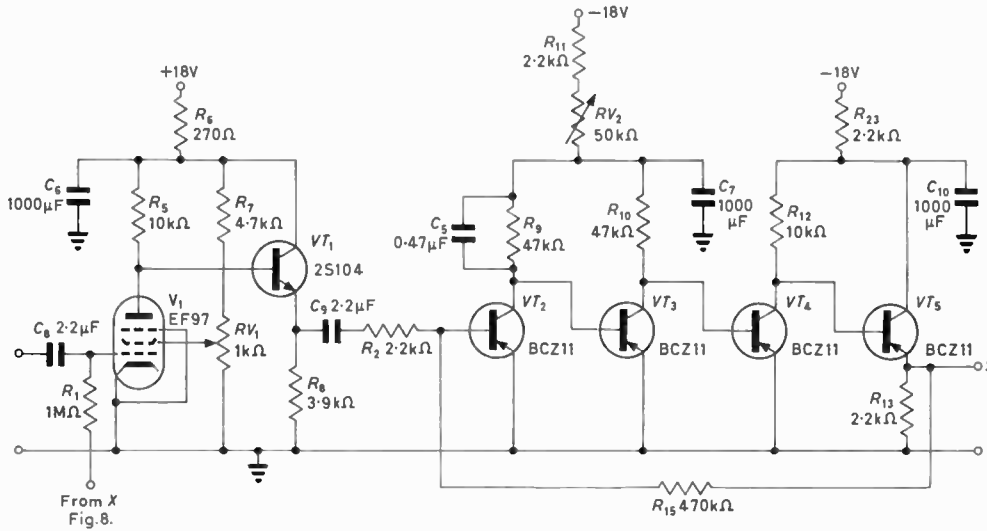 −18V
R11
2.2kΩ
+18V
−18V
R6
270Ω
RV2
50kΩ
R23
2.2kΩ
C6
1000μF
R5
10kΩ
R7
4.7kΩ
VT1
2S104
C5
0.47μF
R9
47kΩ
R10
47kΩ
C7
1000
μF
R12
10kΩ
C10
1000
μF
V1
EF97
C8 2.2μF
RV1
1kΩ
C9 2.2μF
R2 2.2kΩ
VT2
BCZ11
VT3
BCZ11
VT4
BCZ11
VT5
BCZ11
R1
1MΩ
R8
3.9kΩ
R13
2.2kΩ
From X
Fig.8.
R15 470kΩ